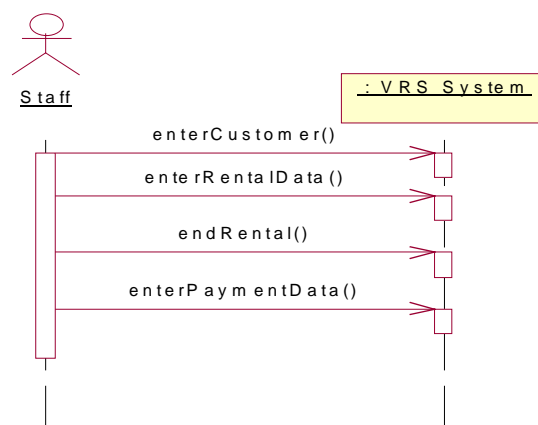 Staff
: VRS System
enterCustomer()
enterRentalData()
endRental()
enterPaymentData()